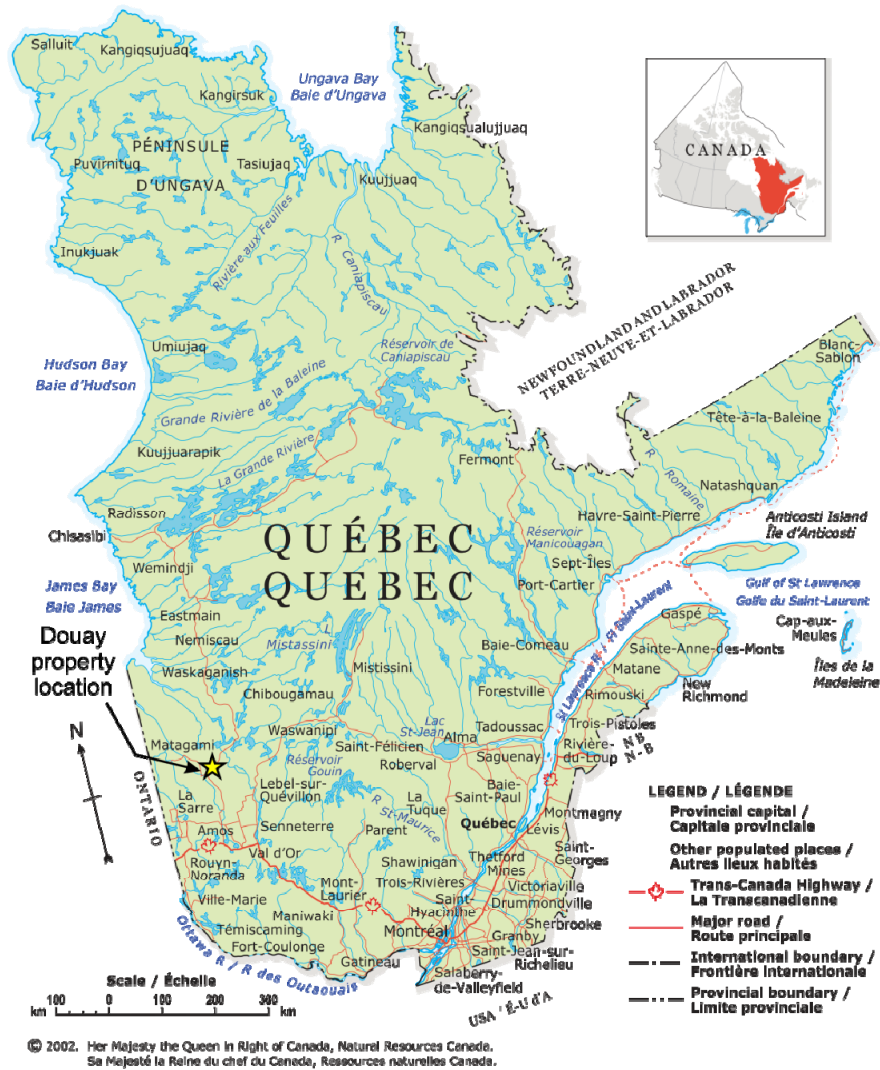 Salluit
Kangiqsujuaq
Ungava Bay
Baie d'Ungava
Kangirsuk
Kangiqsualujjuaq
PÉNINSULE
D'UNGAVA
Puvirnituq
Tasiujaq
Kuujjuaq
CANADA
Rivière aux Feuilles
R Caniapiscau
Inukjuak
NEWFOUNDLAND AND LABRADOR
TERRE-NEUVE-ET-LABRADOR
Umiujaq
Réservoir de
Caniapiscau
Blanc-
Sablon
Hudson Bay
Baie d'Hudson
Grande Rivière de la Baleine
Tête-à-la-Baleine
Kuujjuarapik
La Grande Rivière
Fermont
R Romaine
Natashquan
Radisson
Havre-Saint-Pierre
Anticosti Island
Île d'Anticosti
Chisasibi
QUÉBEC
QUEBEC
Réservoir
Manicouagan
Wemindji
Sept-Îles
Port-Cartier
James Bay
Baie James
Gulf of St Lawrence
Golfe du Saint-Laurent
Eastmain
St Lawrence R / Fl Saint-Laurent
Gaspé
Cap-aux-
Meules
Douay
property
location
Nemiscau
L
Mistassini
Baie-Comeau
Sainte-Anne-des-Monts
Îles de la
Madeleine
Waskaganish
Mistissini
Matane
Chibougamau
Forestville
Rimouski
New
Richmond
N
Waswanipi
Lac
St-Jean
Alma
Tadoussac
Trois-Pistoles
Matagami
Saint-Félicien
Saguenay
Rivière-
du-Loup
N B
N-B
Réservoir
Gouin
Roberval
ONTARIO
La
Sarre
Lebel-sur-
Quévillon
La
Tuque
Baie-
Saint-Paul
R St-Maurice
Montmagny
Amos
Senneterre
Parent
Québec
Lévis
Val d'Or
Saint-
Georges
Rouyn-
Noranda
Shawinigan
Thetford
Mines
Mont-
Laurier
Trois-Rivières
Victoriaville
Ville-Marie
Saint-
Hyacinthe
Drummondville
Maniwaki
Sherbrooke
Témiscaming
Montréal
Granby
Fort-Coulonge
Saint-Jean-sur-
Richelieu
Gatineau
Ottawa R / R des Outaouais
Salaberry-
de-Valleyfield
USA / É-U d'A
LEGEND / LÉGENDE
Provincial capital /
Capitale provinciale
Other populated places /
Autres lieux habités
Trans-Canada Highway /
La Transcanadienne
Major road /
Route principale
International boundary /
Frontière internationale
Provincial boundary /
Limite provinciale
Scale / Échelle
100 0 100 200 300
km km
© 2002. Her Majesty the Queen in Right of Canada, Natural Resources Canada.
Sa Majesté la Reine du chef du Canada, Ressources naturelles Canada.